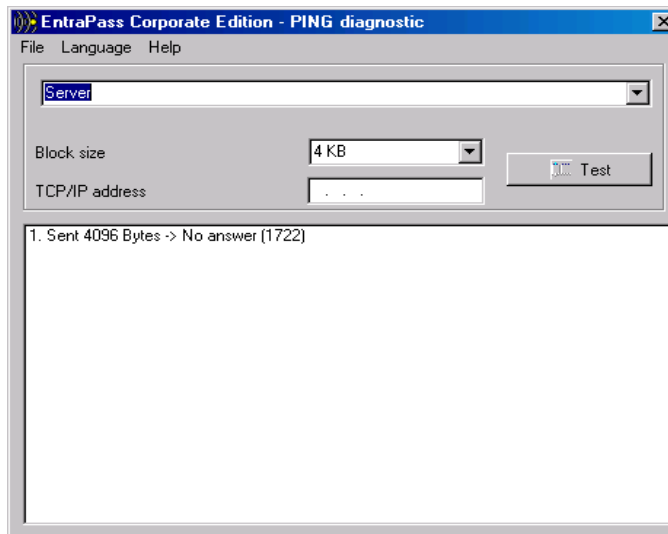 EntraPass Corporate Edition - PING diagnostic
File Language Help
Server
Block size
4 KB
Test
TCP/IP address
. . .
1. Sent 4096 Bytes -> No answer (1722)